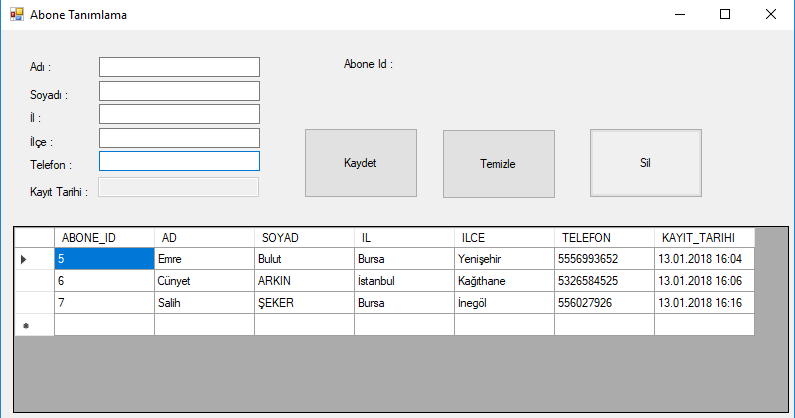 Abone Tanımlama
Adı :
Abone Id :
Soyadı :
İl :
İlçe :
Telefon :
Kayıt Tarihi :
Kaydet
Temizle
Sil
ABONE_ID AD SOYAD IL ILCE TELEFON KAYIT_TARIHI
5 Emre Bulut Bursa Yenişehir 5556993652 13.01.2018 16:04
6 Cünyet ARKIN İstanbul Kağıthane 5326584525 13.01.2018 16:06
7 Salih ŞEKER Bursa İnegöl 556027926 13.01.2018 16:16